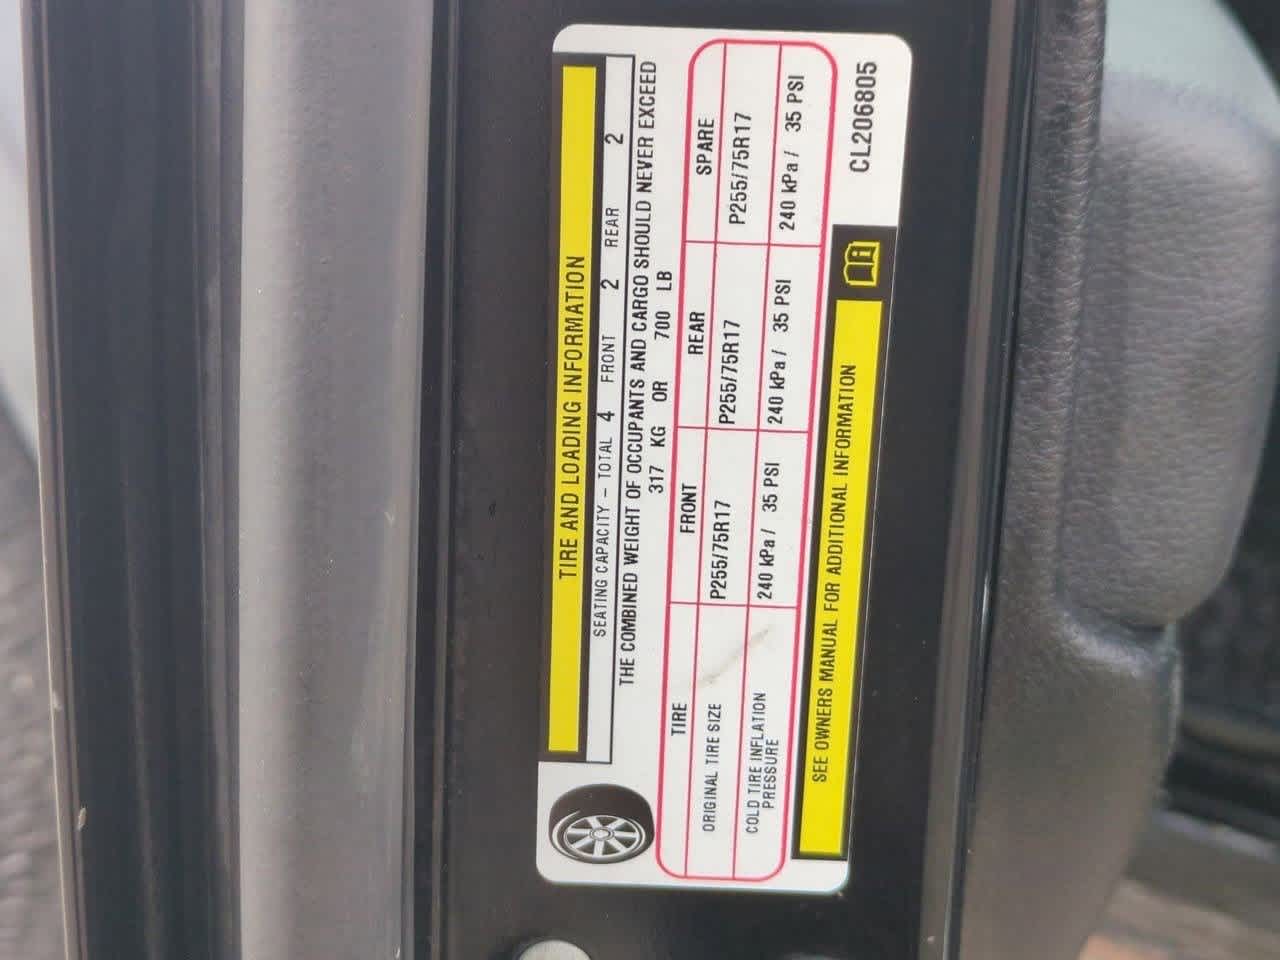 TIRE AND LOADING INFORMATION
SEATING CAPACITY – TOTAL 4 FRONT 2 REAR 2
THE COMBINED WEIGHT OF OCCUPANTS AND CARGO SHOULD NEVER EXCEED
317 KG OR 700 LB
TIRE FRONT REAR SPARE
ORIGINAL TIRE SIZE P255/75R17 P255/75R17 P255/75R17
COLD TIRE INFLATION
PRESSURE 240 kPa / 35 PSI 240 kPa / 35 PSI 240 kPa / 35 PSI
SEE OWNERS MANUAL FOR ADDITIONAL INFORMATION
CL206805